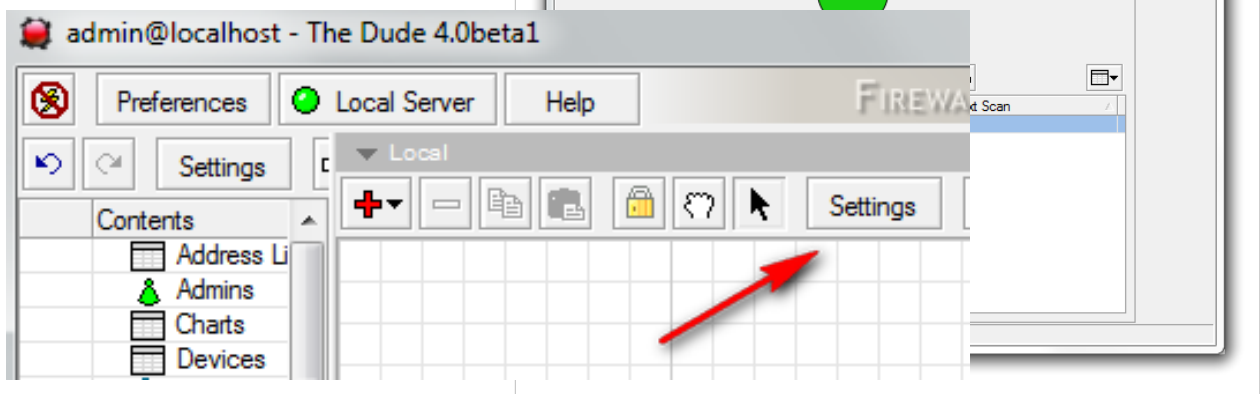 admin@localhost - The Dude 4.0beta1
Preferences
Local Server
Help
FIREWA
Scan
Settings
Local
Settings
Contents
Address Li
Admins
Charts
Devices